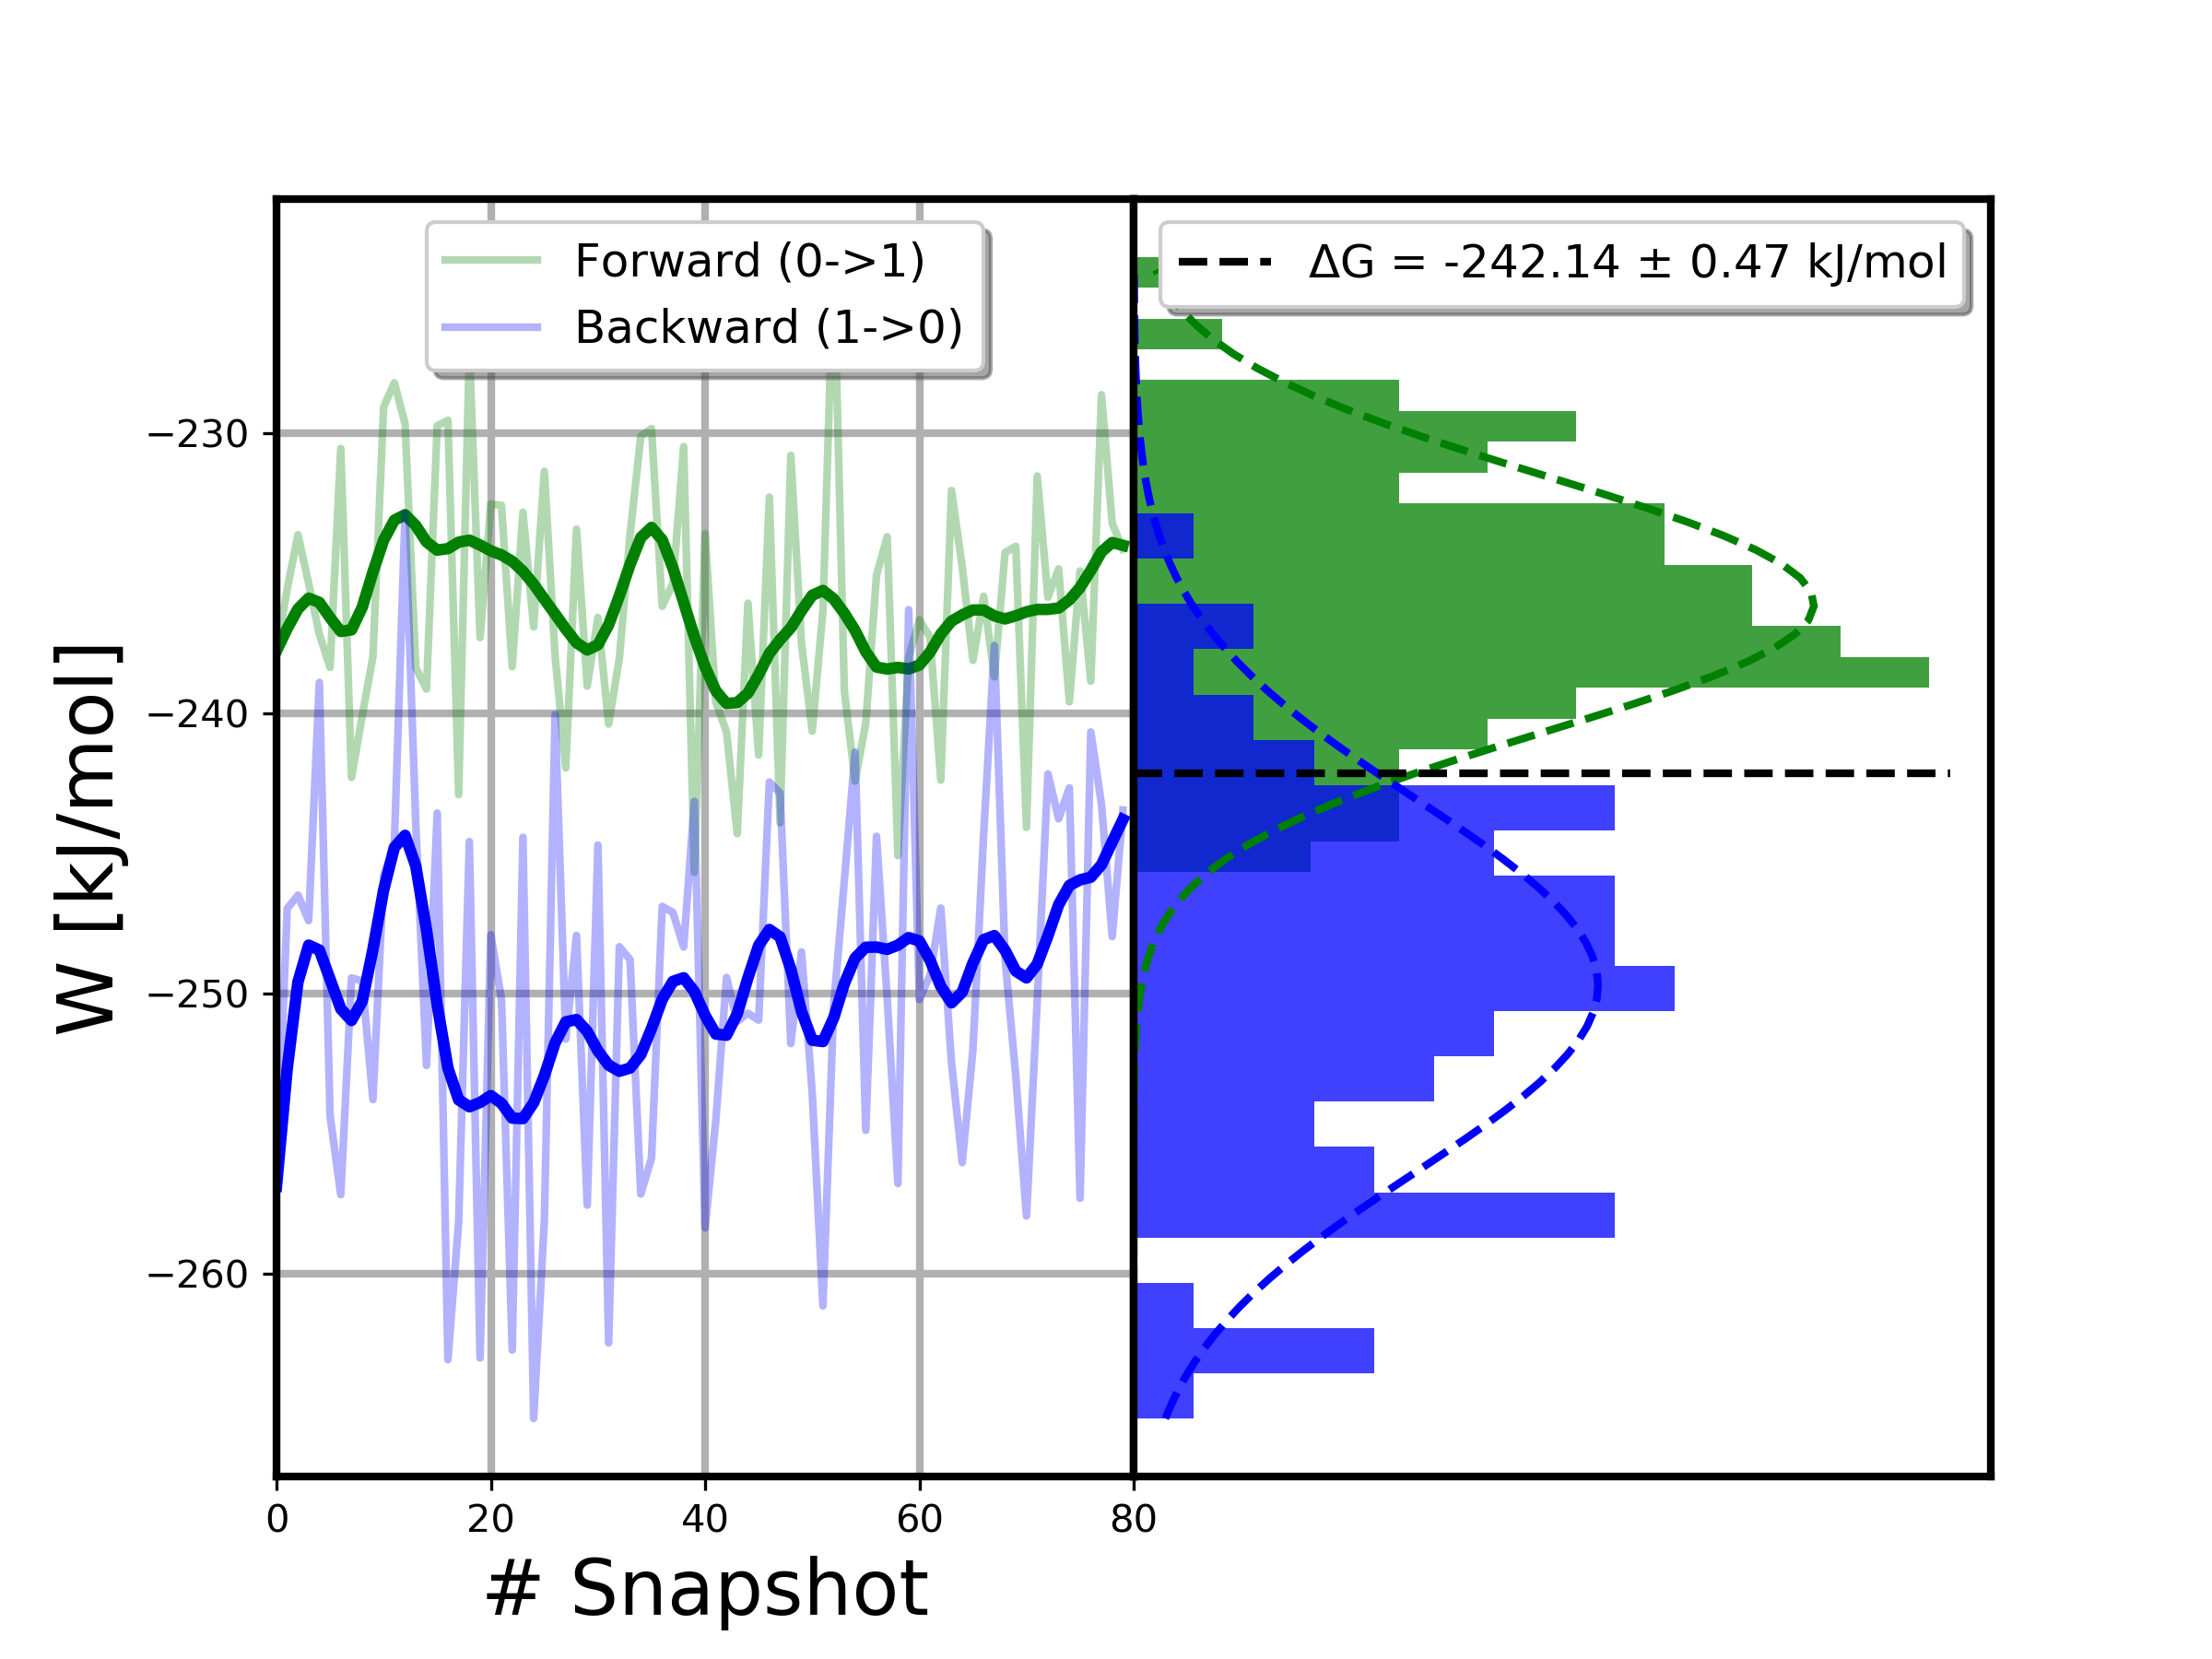 Forward (0->1)
Backward (1->0)
ΔG = -242.14 ± 0.47 kJ/mol
W [kJ/mol]
−230
−240
−250
−260
0 20 40 60 80
# Snapshot